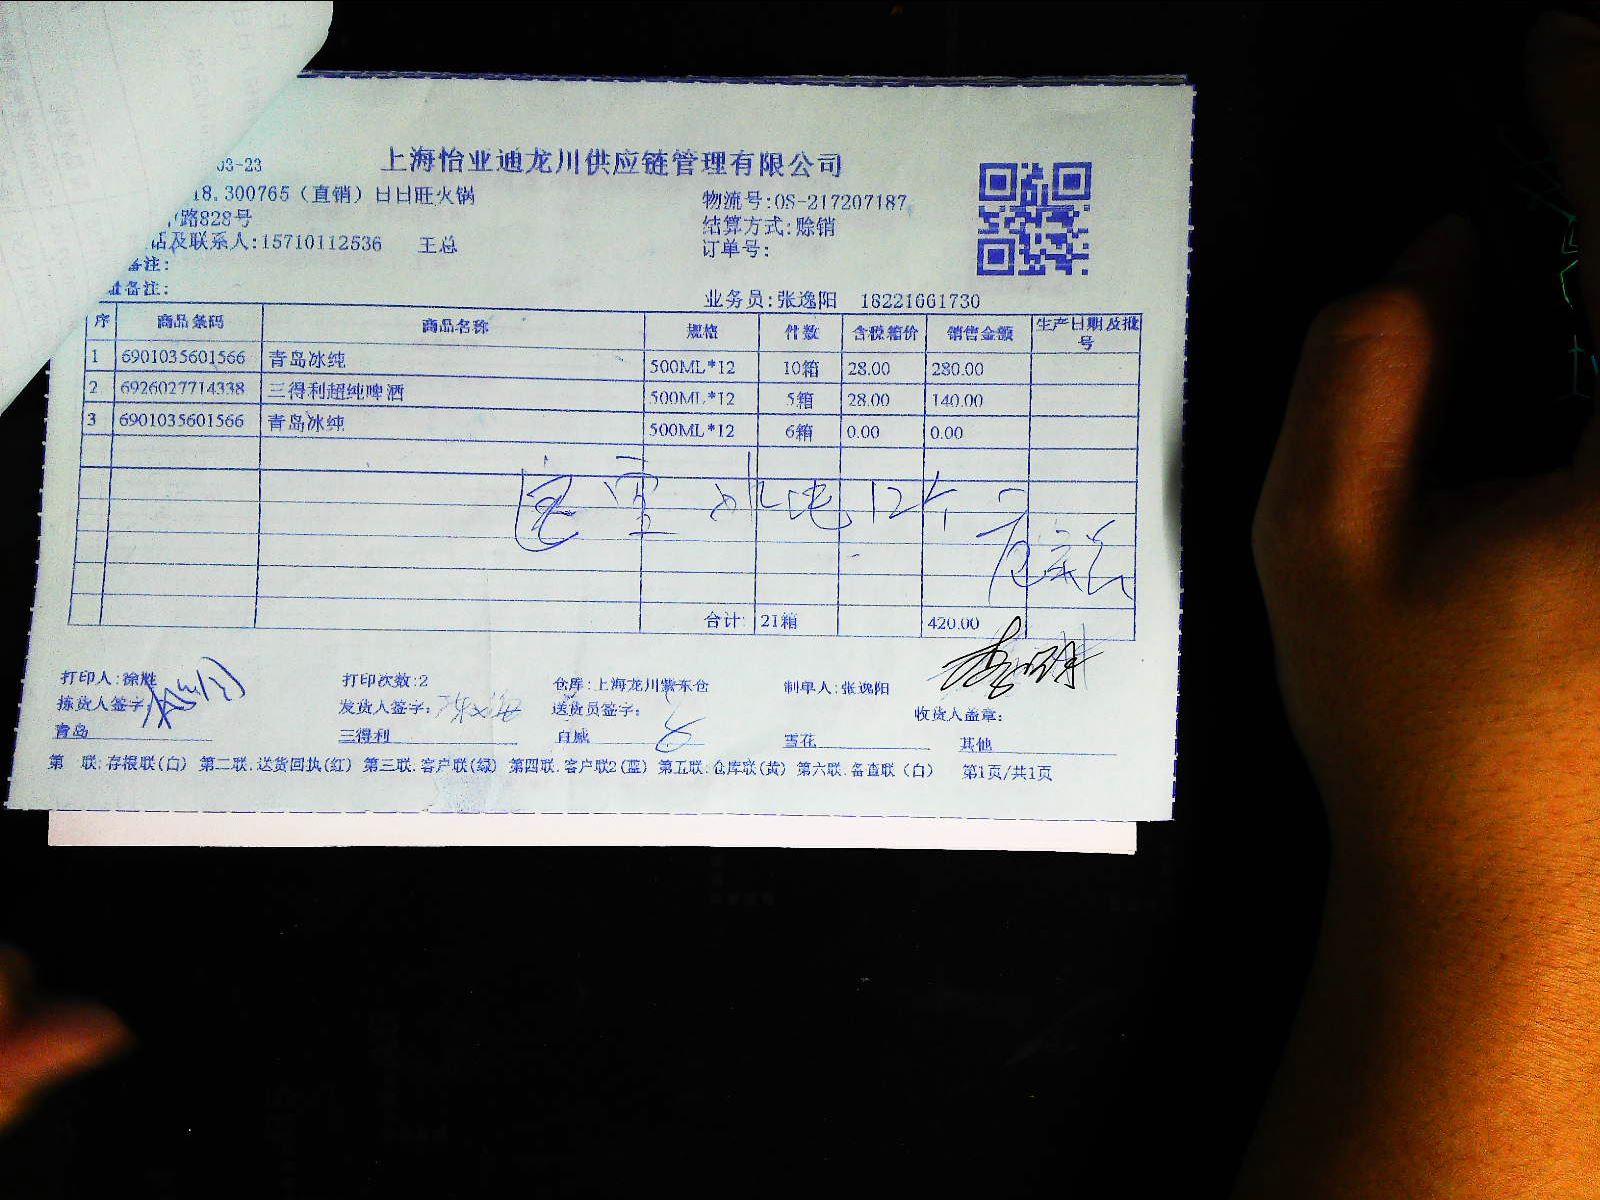 03-23
上海怡亚通龙川供应链管理有限公司
18.300765（直销）日日旺火锅
物流号:OS-217207187
路828号
结算方式:赊销
话及联系人:15710112536 王总
订单号:
备注:
备注:
业务员:张逸阳 18221661730
序 商品条码 商品名称 规格 件数 含税箱价 销售金额 生产日期及批号
1 6901035601566 青岛冰纯 500ML*12 10箱 28.00 280.00
2 6926027714338 三得利超纯啤酒 500ML*12 5箱 28.00 140.00
3 6901035601566 青岛冰纯 500ML*12 6箱 0.00 0.00
12个
合计: 21箱 420.00
打印人:徐胜 打印次数:2 仓库:上海龙川紫东仓 制单人:张逸阳
拣货人签字: 发货人签字: 送货员签字: 收货人盖章:
青岛 三得利 百威 雪花 其他
第 联:存根联(白) 第二联.送货回执(红) 第三联.客户联(绿) 第四联.客户联2(蓝) 第五联:仓库联(黄) 第六联.备查联（白） 第1页/共1页